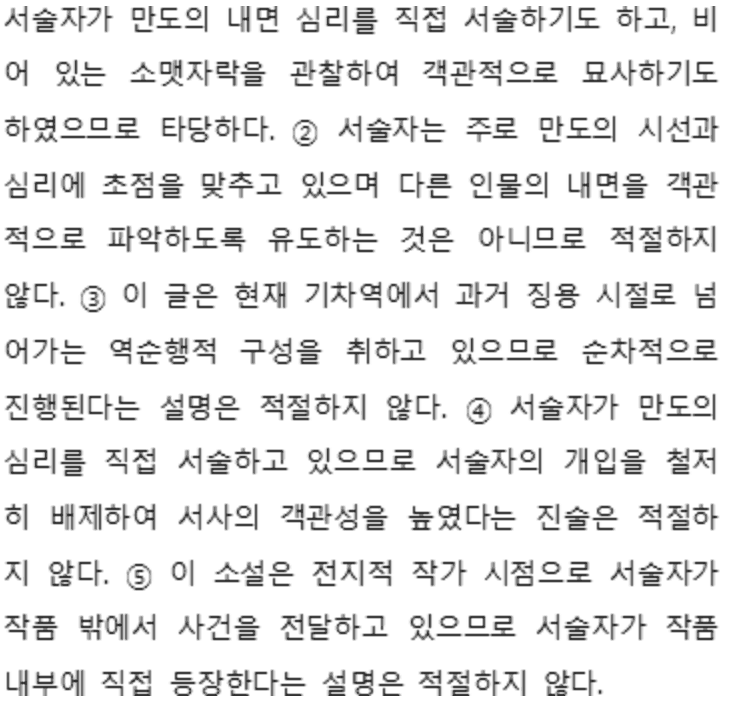 서술자가 만도의 내면 심리를 직접 서술하기도 하고, 비
어 있는 소맷자락을 관찰하여 객관적으로 묘사하기도
하였으므로 타당하다. ② 서술자는 주로 만도의 시선과
심리에 초점을 맞추고 있으며 다른 인물의 내면을 객관
적으로 파악하도록 유도하는 것은 아니므로 적절하지
않다. ③ 이 글은 현재 기차역에서 과거 징용 시절로 넘
어가는 역순행적 구성을 취하고 있으므로 순차적으로
진행된다는 설명은 적절하지 않다. ④ 서술자가 만도의
심리를 직접 서술하고 있으므로 서술자의 개입을 철저
히 배제하여 서사의 객관성을 높였다는 진술은 적절하
지 않다. ⑤ 이 소설은 전지적 작가 시점으로 서술자가
작품 밖에서 사건을 전달하고 있으므로 서술자가 작품
내부에 직접 등장한다는 설명은 적절하지 않다.